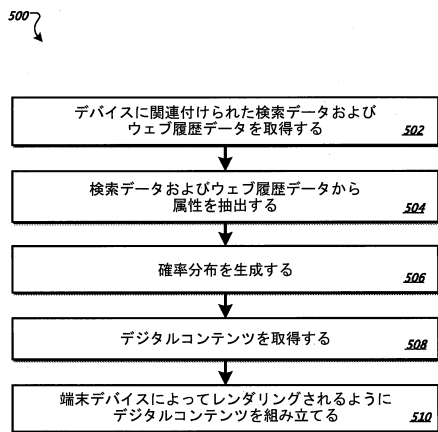 500
デバイスに関連付けられた検索データおよび
ウェブ履歴データを取得する 502
検索データおよびウェブ履歴データから
属性を抽出する 504
確率分布を生成する 506
デジタルコンテンツを取得する 508
端末デバイスによってレンダリングされるように
デジタルコンテンツを組み立てる 510